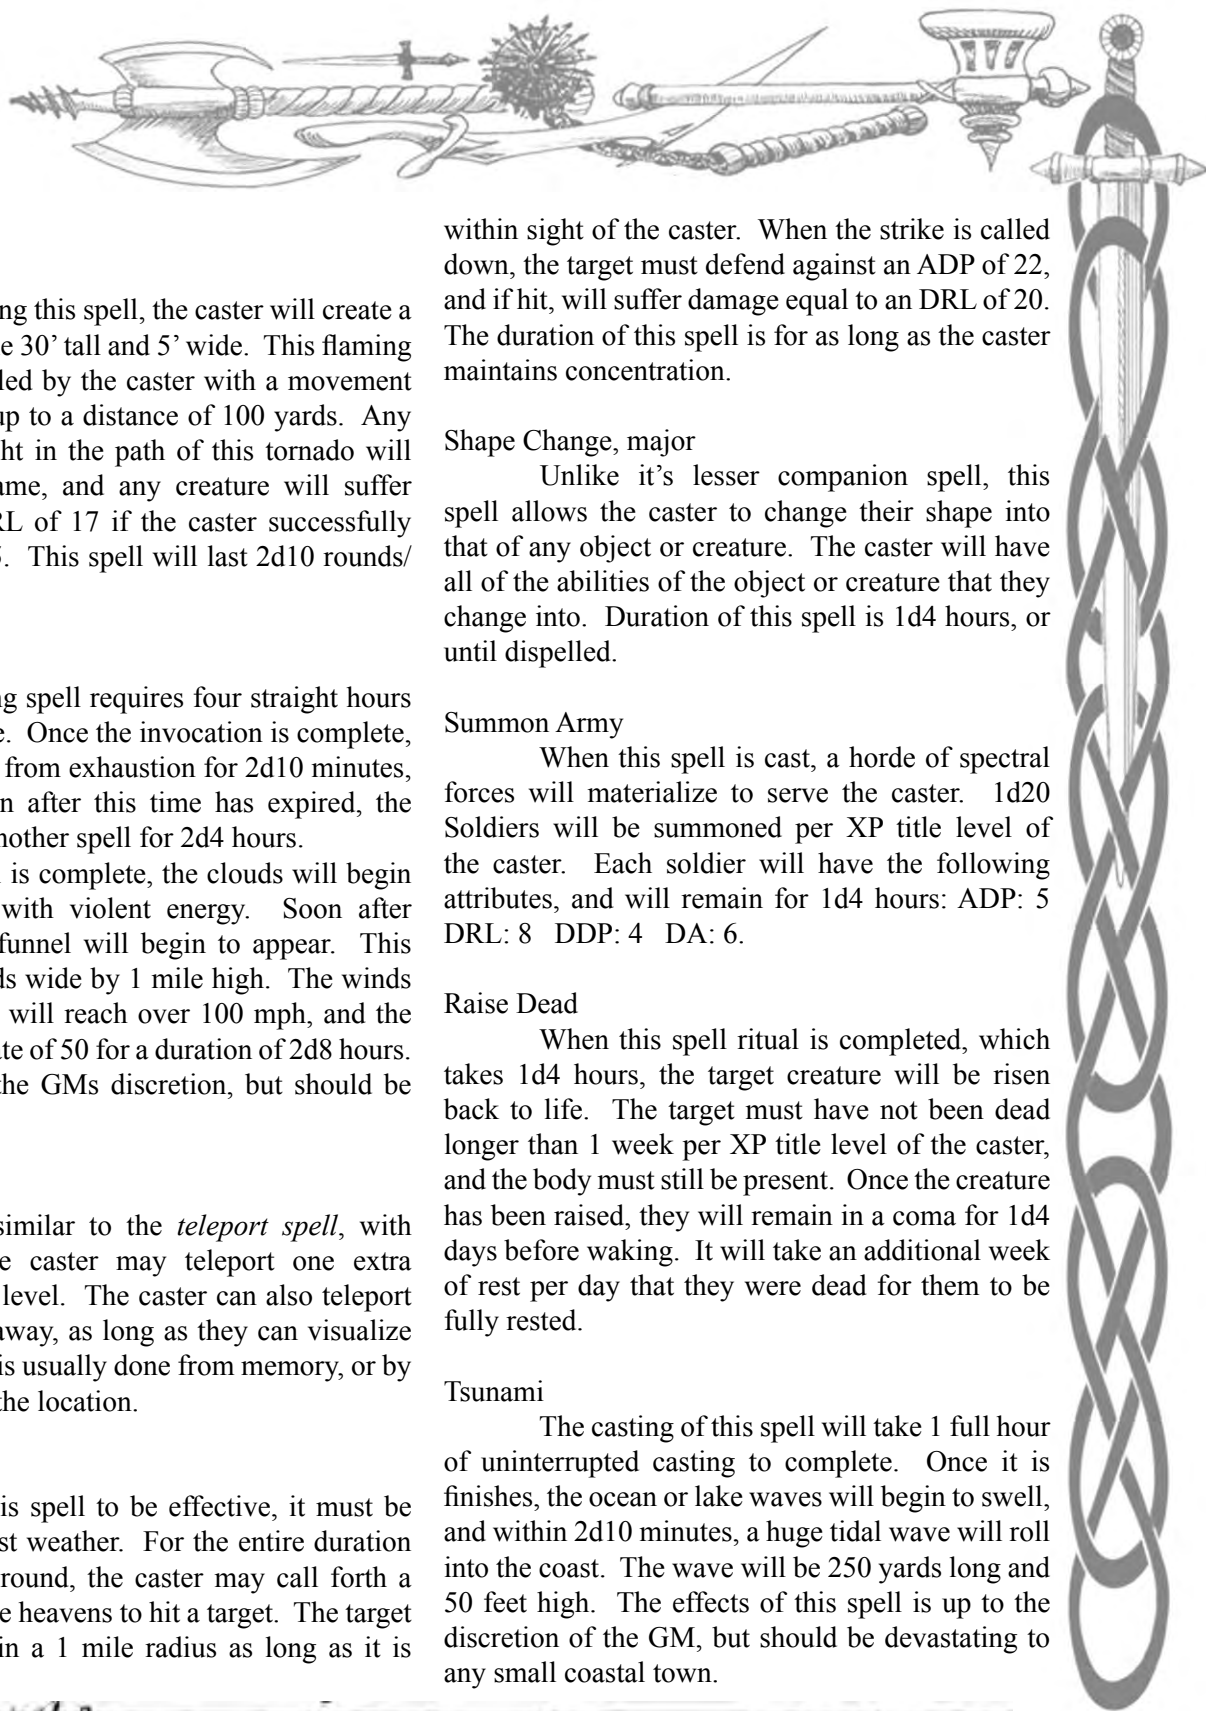 ng this spell, the caster will create a
e 30’ tall and 5’ wide.  This flaming
led by the caster with a movement
up to a distance of 100 yards.  Any
ht in the path of this tornado will
ame, and any creature will suffer
RL of 17 if the caster successfully
.  This spell will last 2d10 rounds/
ng spell requires four straight hours
e.  Once the invocation is complete,
from exhaustion for 2d10 minutes,
n after this time has expired, the
nother spell for 2d4 hours.
is complete, the clouds will begin
with violent energy.  Soon after
funnel will begin to appear.  This
ds wide by 1 mile high.  The winds
will reach over 100 mph, and the
ate of 50 for a duration of 2d8 hours.
the GMs discretion, but should be
similar to the teleport spell, with
e caster may teleport one extra
level.  The caster can also teleport
away, as long as they can visualize
is usually done from memory, or by
the location.
is spell to be effective, it must be
st weather.  For the entire duration
round, the caster may call forth a
e heavens to hit a target.  The target
in a 1 mile radius as long as it is
within sight of the caster.  When the strike is called
down, the target must defend against an ADP of 22,
and if hit, will suffer damage equal to an DRL of 20.
The duration of this spell is for as long as the caster
maintains concentration.
Shape Change, major
Unlike it’s lesser companion spell, this
spell allows the caster to change their shape into
that of any object or creature.  The caster will have
all of the abilities of the object or creature that they
change into.  Duration of this spell is 1d4 hours, or
until dispelled.
Summon Army
When this spell is cast, a horde of spectral
forces will materialize to serve the caster.  1d20
Soldiers will be summoned per XP title level of
the caster.  Each soldier will have the following
attributes, and will remain for 1d4 hours: ADP: 5
DRL: 8   DDP: 4   DA: 6.
Raise Dead
When this spell ritual is completed, which
takes 1d4 hours, the target creature will be risen
back to life.  The target must have not been dead
longer than 1 week per XP title level of the caster,
and the body must still be present.  Once the creature
has been raised, they will remain in a coma for 1d4
days before waking.  It will take an additional week
of rest per day that they were dead for them to be
fully rested.
Tsunami
The casting of this spell will take 1 full hour
of uninterrupted casting to complete.  Once it is
finishes, the ocean or lake waves will begin to swell,
and within 2d10 minutes, a huge tidal wave will roll
into the coast.  The wave will be 250 yards long and
50 feet high.  The effects of this spell is up to the
discretion of the GM, but should be devastating to
any small coastal town.